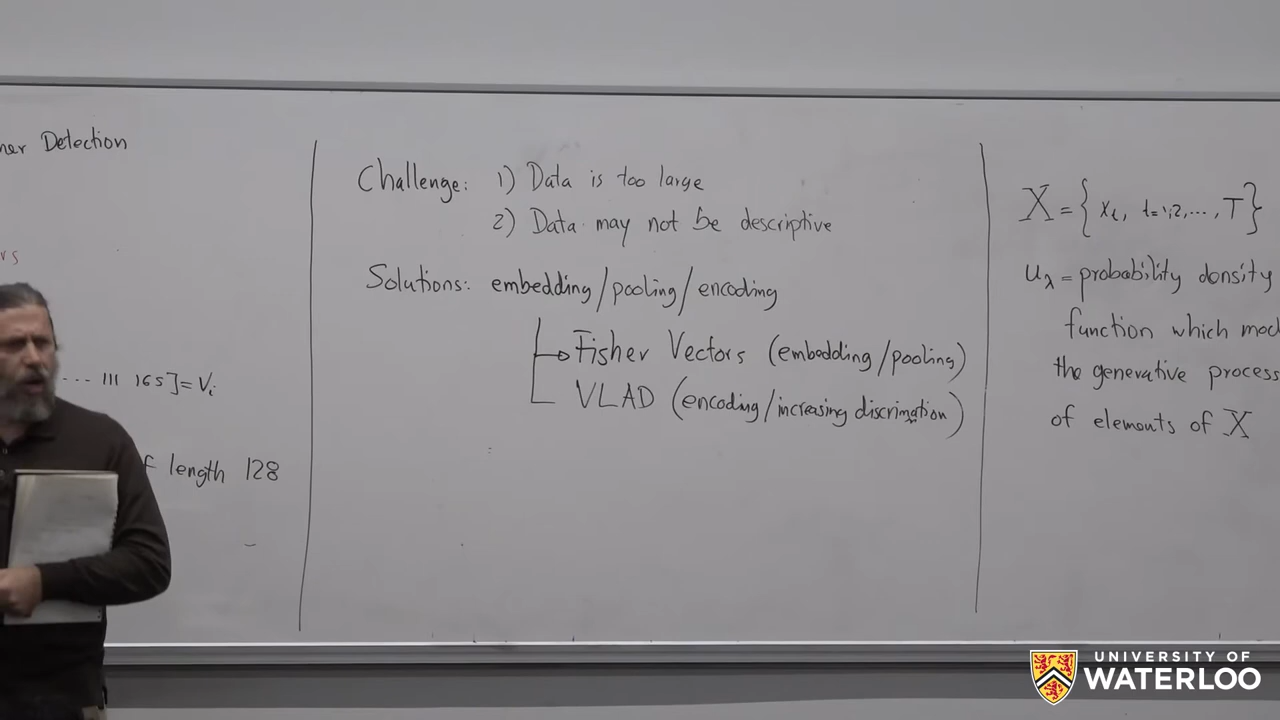 Detection
rs
... 111 165] = Vi
length 128
Challenge: 1) Data is too large
2) Data may not be descriptive
Solutions: embedding/pooling/encoding
Fisher Vectors (embedding/pooling)
VLAD (encoding/increasing discrimation)
X = { xt, t=1,2,..., T }
uλ = probability density
function which mod
the generative process
of elements of X
UNIVERSITY OF
WATERLOO